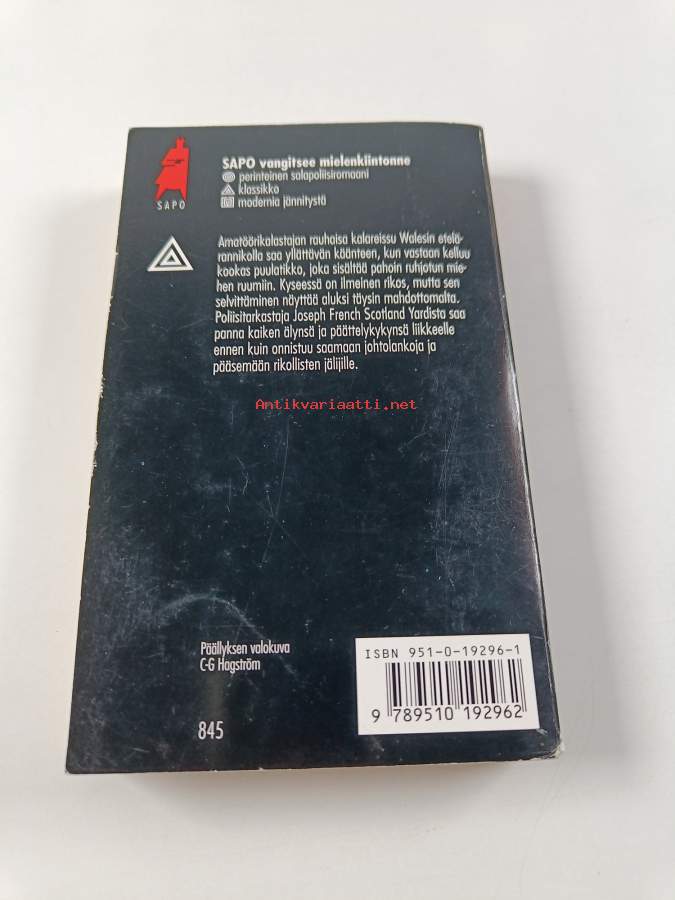 SAPO vangitsee mielenkiintonne
perinteinen salapoliisiromaani
klassikko
modernia jännitystä
SAPO
Amatöörikalastajan rauhaisa kalareissu Walesin etelä-
rannikolla saa yllättävän käänteen, kun vastaan kelluu
kookas puulatikko, joka sisältää pahoin ruhjotun mie-
hen ruumiin. Kyseessä on ilmeinen rikos, mutta sen
selvittäminen näyttää aluksi täysin mahdottomalta.
Poliisitarkastaja Joseph French Scotland Yardista saa
panna kaiken älynsä ja päättelykykynsä liikkeelle
ennen kuin onnistuu saamaan johtolankoja ja
pääsemään rikollisten jälijille.
Antikvariaatti.net
Päällyksen valokuva
C-G Hagström
845
ISBN 951-0-19296-1
9 789510 192962